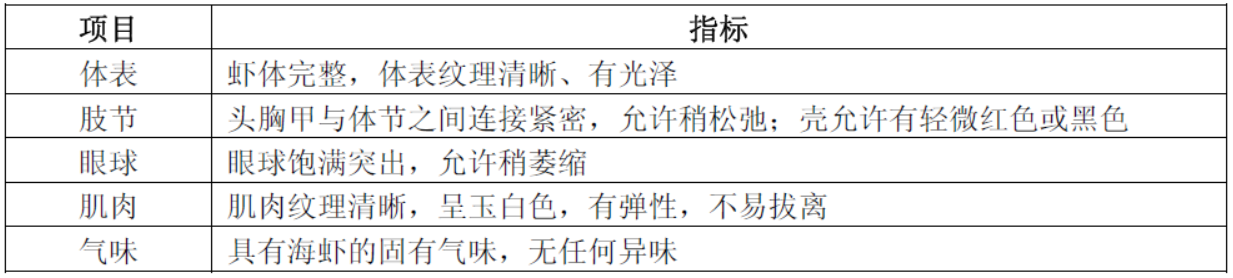 项目 指标
体表 虾体完整，体表纹理清晰、有光泽
肢节 头胸甲与体节之间连接紧密，允许稍松弛；壳允许有轻微红色或黑色
眼球 眼球饱满突出，允许稍萎缩
肌肉 肌肉纹理清晰，呈玉白色，有弹性，不易拔离
气味 具有海虾的固有气味，无任何异味